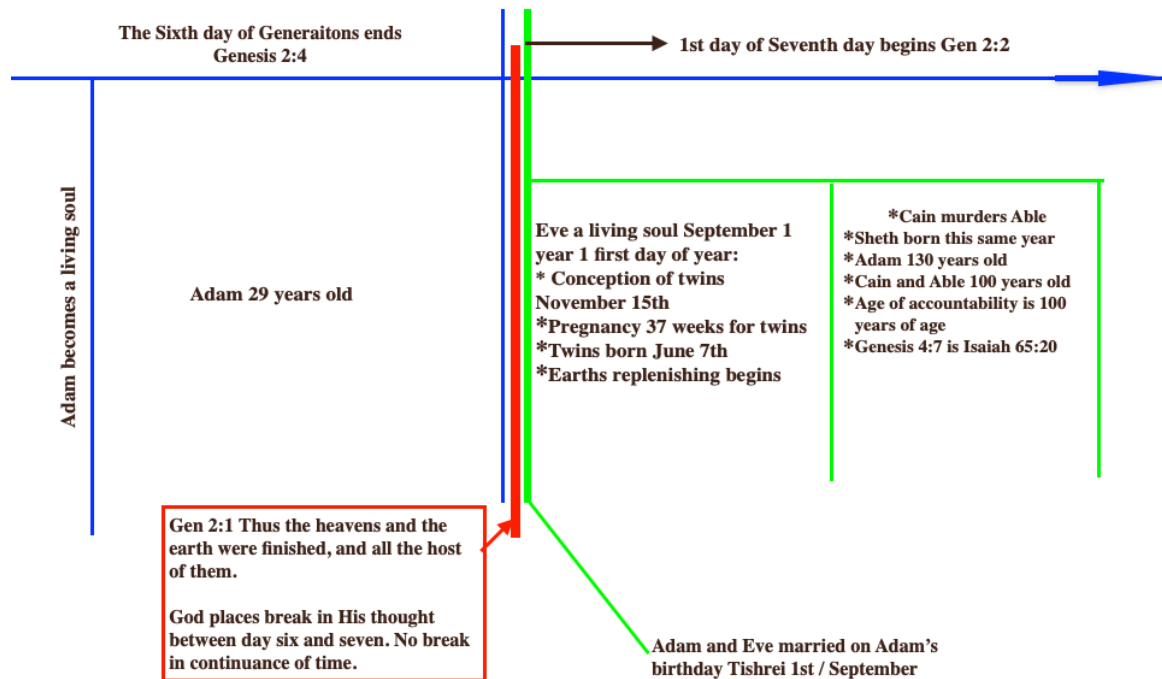 The Sixth day of Generaitons ends
Genesis 2:4
1st day of Seventh day begins Gen 2:2
Adam becomes a living soul
Adam 29 years old
Eve a living soul September 1
year 1 first day of year:
* Conception of twins
November 15th
*Pregnancy 37 weeks for twins
*Twins born June 7th
*Earths replenishing begins
*Cain murders Able
*Sheth born this same year
*Adam 130 years old
*Cain and Able 100 years old
*Age of accountability is 100
years of age
*Genesis 4:7 is Isaiah 65:20
Gen 2:1 Thus the heavens and the
earth were finished, and all the host
of them.
God places break in His thought
between day six and seven. No break
in continuance of time.
Adam and Eve married on Adam's
birthday Tishrei 1st / September